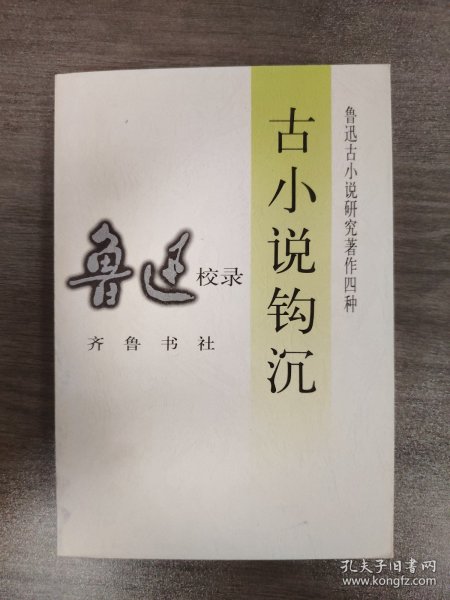 鲁迅古小说研究著作四种
古小说钩沉
鲁迅校录
齐鲁书社
孔夫子旧书网
www.kongfz.com